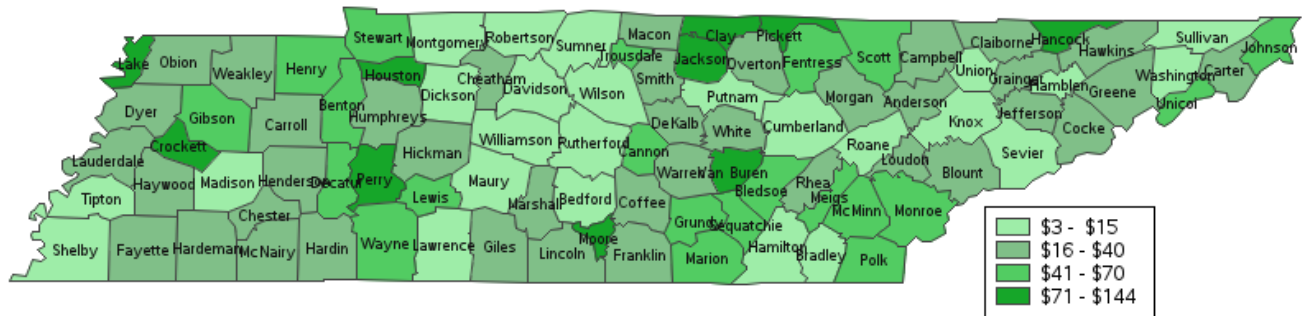 Stewart
Montgomery
Robertson
Sumner
Macon
Clay
Pickett
Hancock
Claiborne
Hawkins
Sullivan
Johnson
Lake
Obion
Weakley
Henry
Houston
Cheatham
Dickson
Davidson
Wilson
Trousdale
Smith
Jackson
Overton
Fentress
Scott
Campbell
Union
Grainger
Hamblen
Greene
Washington
Carter
Unicol
Dyer
Gibson
Carroll
Benton
Humphreys
Williamson
Rutherford
Cannon
DeKalb
Putnam
White
Cumberland
Morgan
Anderson
Knox
Jefferson
Cocke
Sevier
Roane
Loudon
Blount
Crockett
Lauderdale
Haywood
Tipton
Madison
Henderson
Decatur
Perry
Hickman
Lewis
Maury
Marshall
Bedford
Coffee
Warren
Van Buren
Bledsoe
Rhea
Meigs
McMinn
Monroe
Shelby
Fayette
Hardeman
Chester
McNairy
Hardin
Wayne
Lawrence
Giles
Lincoln
Moore
Franklin
Grundy
Sequatchie
Marion
Hamilton
Bradley
Polk
$3 - $15
$16 - $40
$41 - $70
$71 - $144